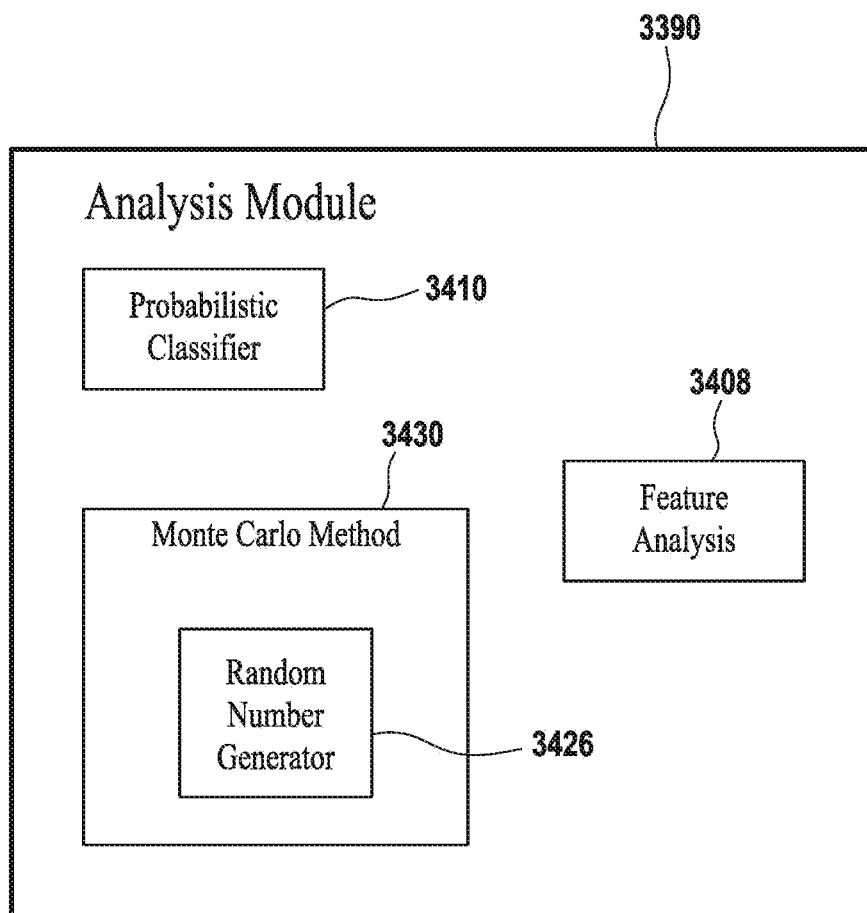 3390
Analysis Module
Probabilistic
Classifier
3410
3408
Feature
Analysis
3430
Monte Carlo Method
Random
Number
Generator
3426